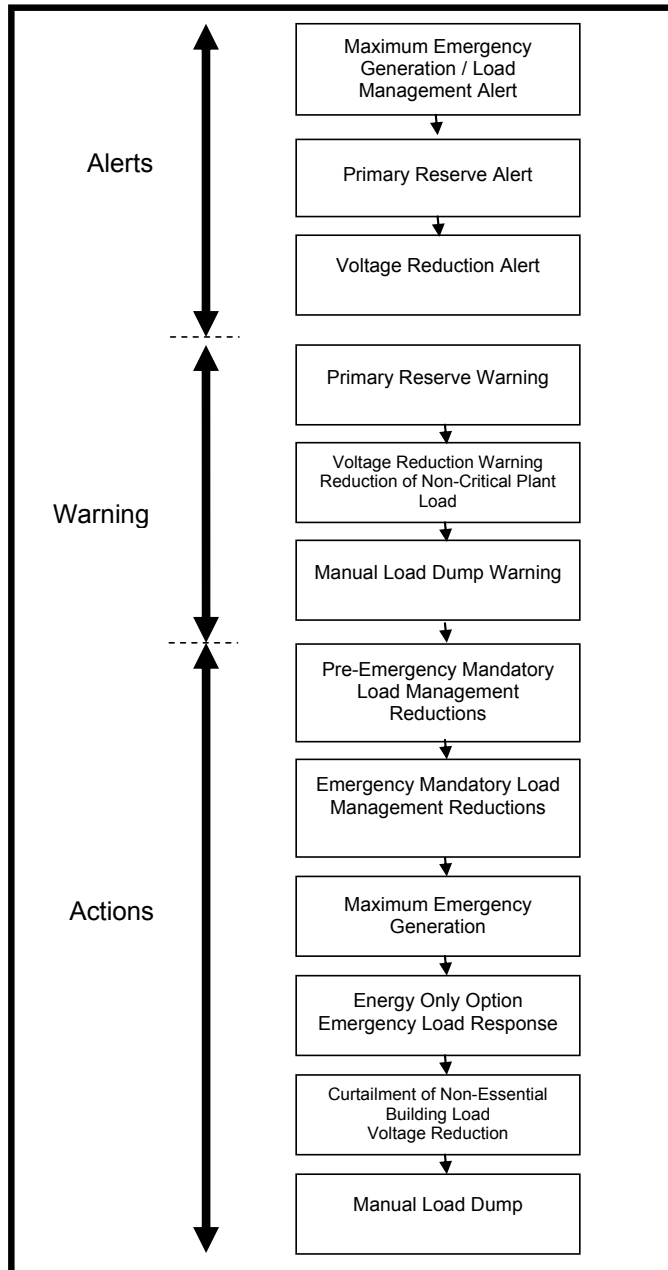 Maximum Emergency
Generation / Load
Management Alert
Alerts
Primary Reserve Alert
Voltage Reduction Alert
Primary Reserve Warning
Voltage Reduction Warning
Reduction of Non-Critical Plant
Load
Warning
Manual Load Dump Warning
Pre-Emergency Mandatory
Load Management
Reductions
Emergency Mandatory Load
Management Reductions
Actions
Maximum Emergency
Generation
Energy Only Option
Emergency Load Response
Curtailment of Non-Essential
Building Load
Voltage Reduction
Manual Load Dump